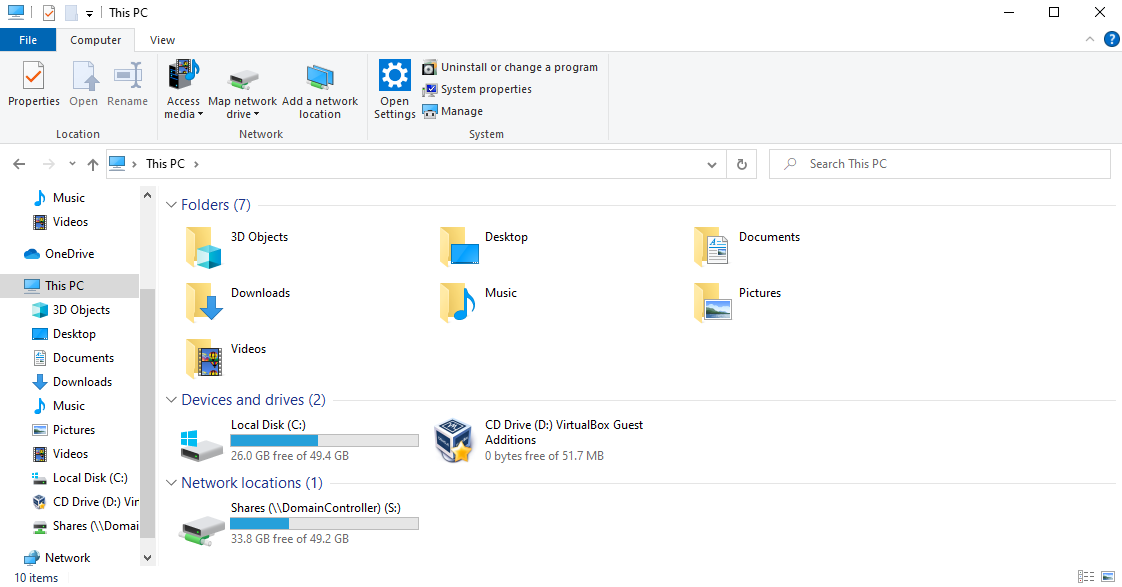 This PC
File Computer View
Properties Open Rename
Access media Map network drive Add a network location
Open Settings
Uninstall or change a program
System properties
Manage
Location Network System
This PC
Search This PC
Music
Videos
OneDrive
This PC
3D Objects
Desktop
Documents
Downloads
Music
Pictures
Videos
Local Disk (C:)
CD Drive (D:) Vir
Shares (\\Domai
Network
Folders (7)
3D Objects Desktop Documents
Downloads Music Pictures
Videos
Devices and drives (2)
Local Disk (C:)
26.0 GB free of 49.4 GB
CD Drive (D:) VirtualBox Guest
Additions
0 bytes free of 51.7 MB
Network locations (1)
Shares (\\DomainController) (S:)
33.8 GB free of 49.2 GB
10 items